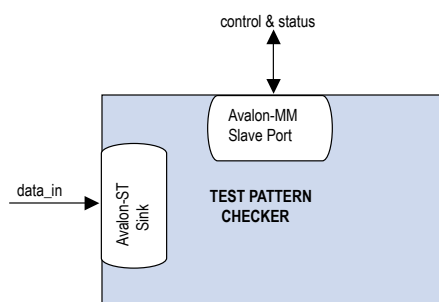 control & status
Avalon-MM
Slave Port
data_in
Avalon-ST
Sink
TEST PATTERN
CHECKER